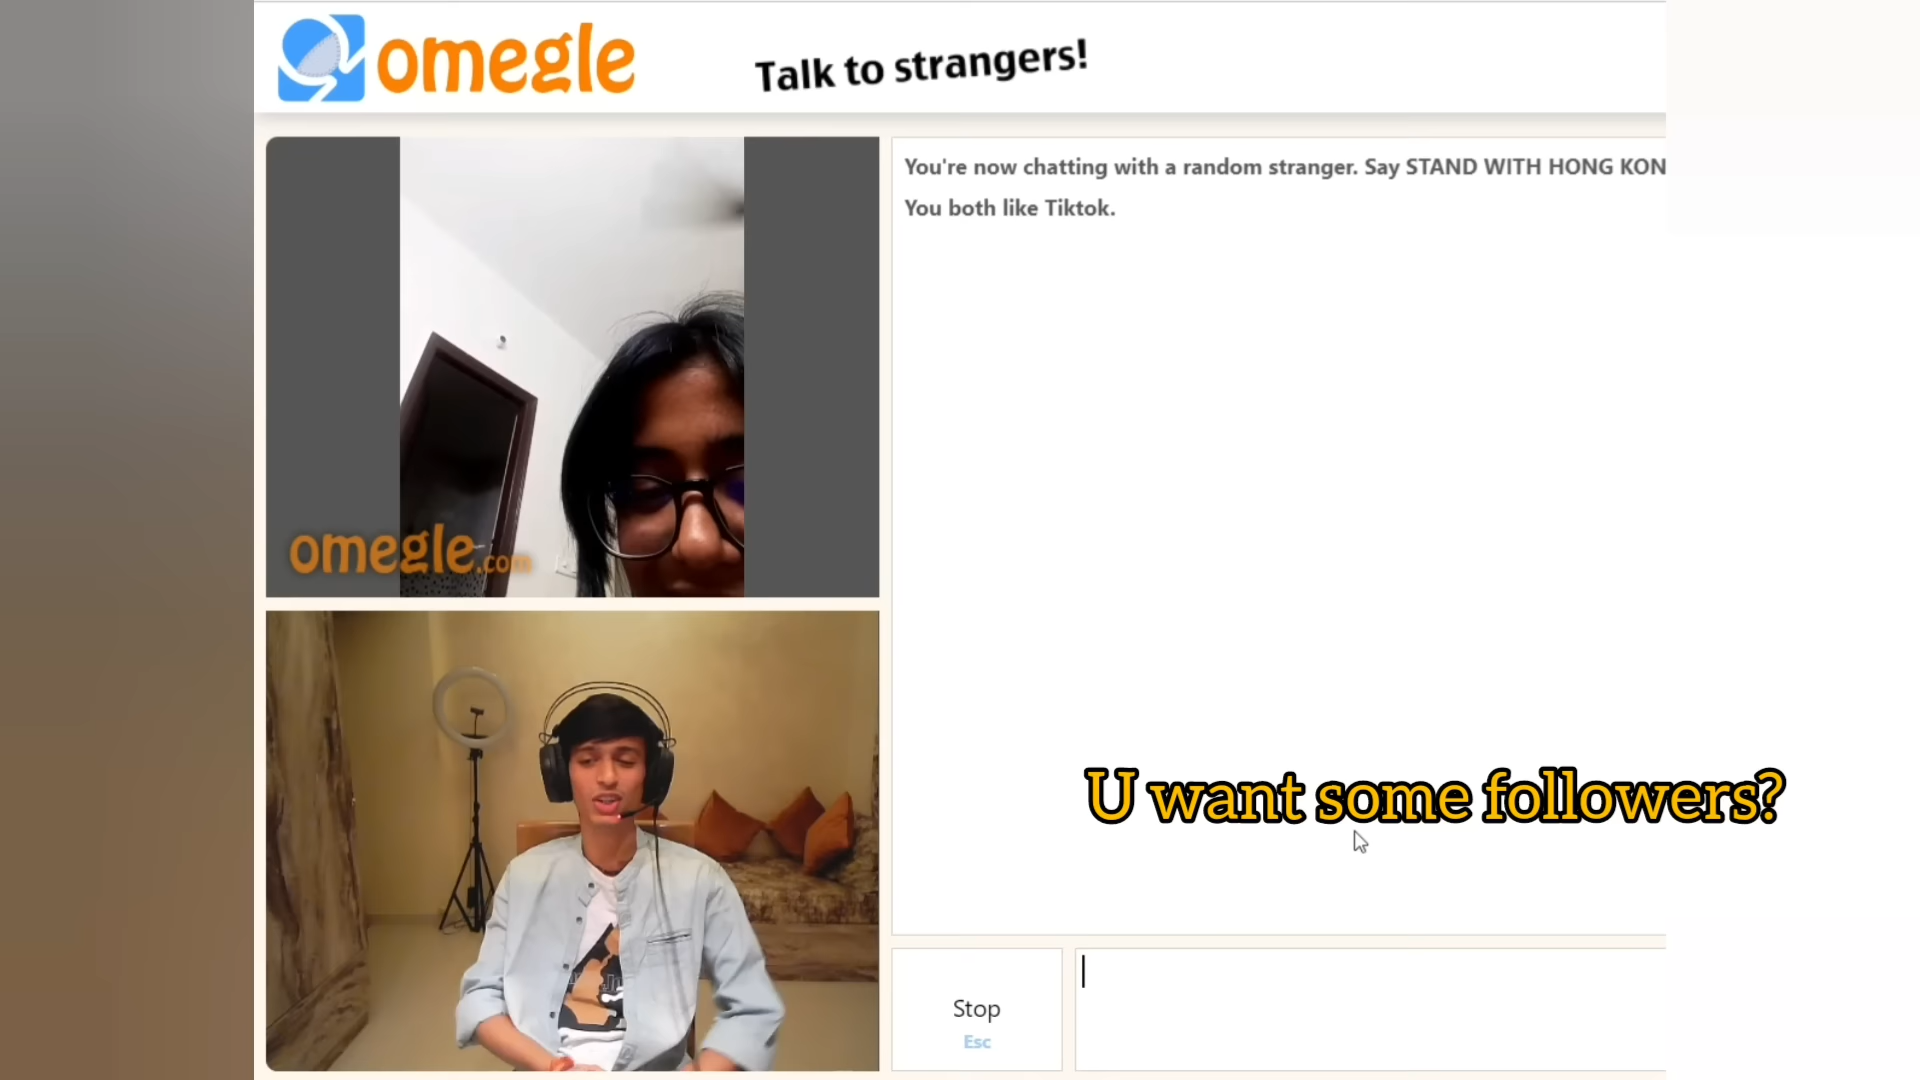 omegle
Talk to strangers!
You're now chatting with a random stranger. Say STAND WITH HONG KON
You both like Tiktok.
omegle.com
U want some followers?
Stop
Esc